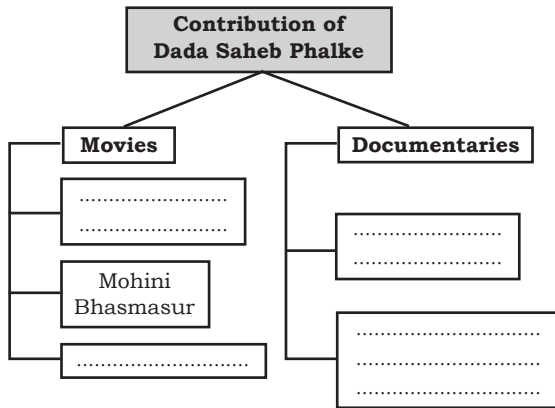 Contribution of
Dada Saheb Phalke
Movies
..........................
..........................
Mohini
Bhasmasur
..............................
Documentaries
..........................
..........................
................................
................................
................................